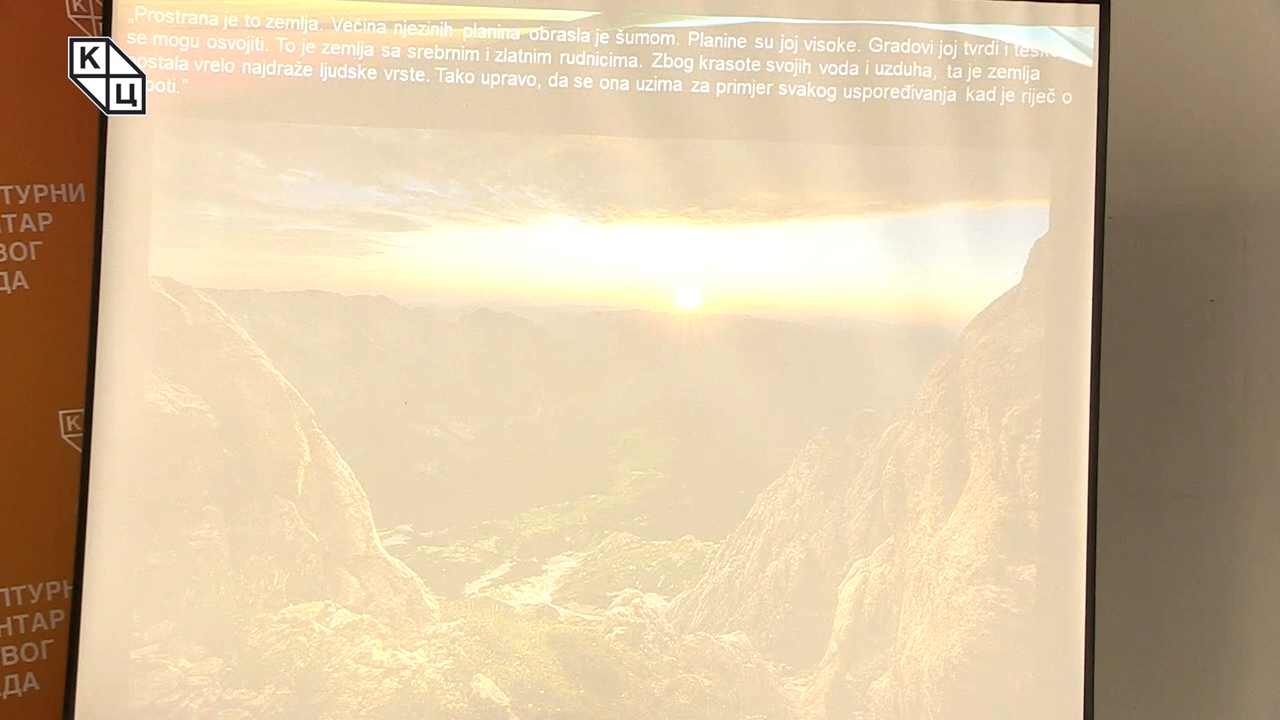 „Prostrana je to zemlja. Većina njezinih planina obrasla je šumom. Planine su joj visoke. Gradovi joj tvrdi i teško
se mogu osvojiti. To je zemlja sa srebrnim i zlatnim rudnicima. Zbog krasote svojih voda i uzduha, ta je zemlja
postala vrelo najdraže ljudske vrste. Tako upravo, da se ona uzima za primjer svakog uspoređivanja kad je riječ o
К
Ц
ТУРНИ
НТАР
ВОГ
ДА
К
ЛТУРН
НТАР
ВОГ
ДА